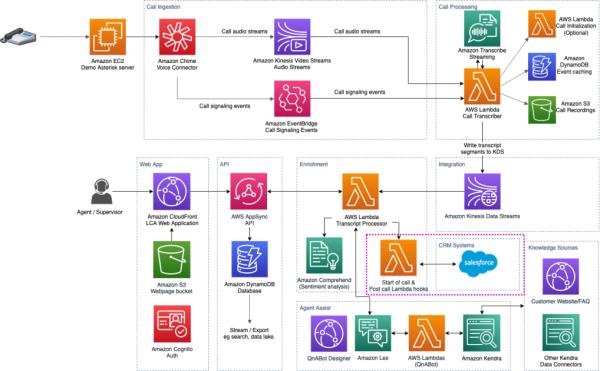 Call Ingestion
Call Processing
Amazon EC2
Demo Asterisk server
Amazon Chime
Voice Connector
Call audio streams
Amazon Kinesis Video Streams
Audio Streams
Call audio streams
Call signaling events
Amazon EventBridge
Call Signaling Events
Call signaling events
Amazon Transcribe
Streaming
AWS Lambda
Call Transcriber
AWS Lambda
Call Initialization
(Optional)
Amazon
DynamoDB
Event caching
Amazon S3
Call Recordings
Write transcript
segments to KDS
Agent / Supervisor
Web App
Amazon CloudFront
LCA Web Application
Amazon S3
Webpage bucket
Amazon Cognito
Auth
API
AWS AppSync
API
Amazon DynamoDB
Database
Stream / Export
eg search, data lake.
Enrichment
AWS Lambda
Transcript Processor
Amazon Comprehend
(Sentiment analysis)
Integration
Amazon Kinesis Data Streams
CRM Systems
Start of call &
Post call Lambda hooks
salesforce
Knowledge Sources
Customer Website/FAQ
Other Kendra
Data Connectors
Agent Assist
QnABot Designer
Amazon Lex
AWS Lambdas
(QnABot)
Amazon Kendra